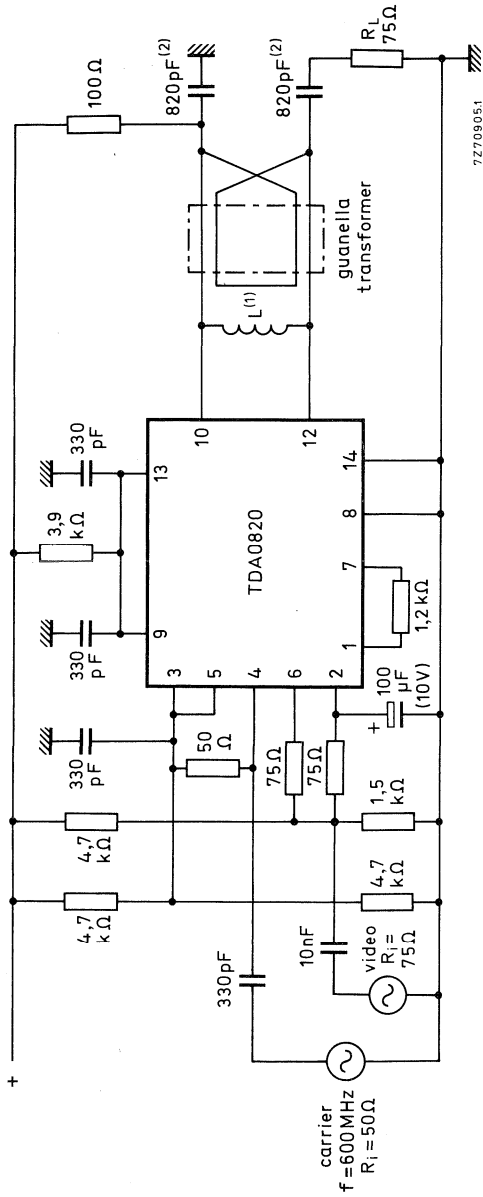 +
4,7
kΩ
4,7
kΩ
330
pF
330
pF
3,9
kΩ
330
pF
100Ω
820pF(2)
820pF(2)
RL
75Ω
50
Ω
75Ω
75Ω
3
5
4
6
2
9
13
10
12
TDA0820
1
7
8
14
L(1)
guanella
transformer
330pF
10nF
carrier
f=600MHz
Ri=50Ω
video
Ri=
75Ω
4,7
kΩ
1,5
kΩ
+
100
µF
(10V)
1,2kΩ
7Z70905.1